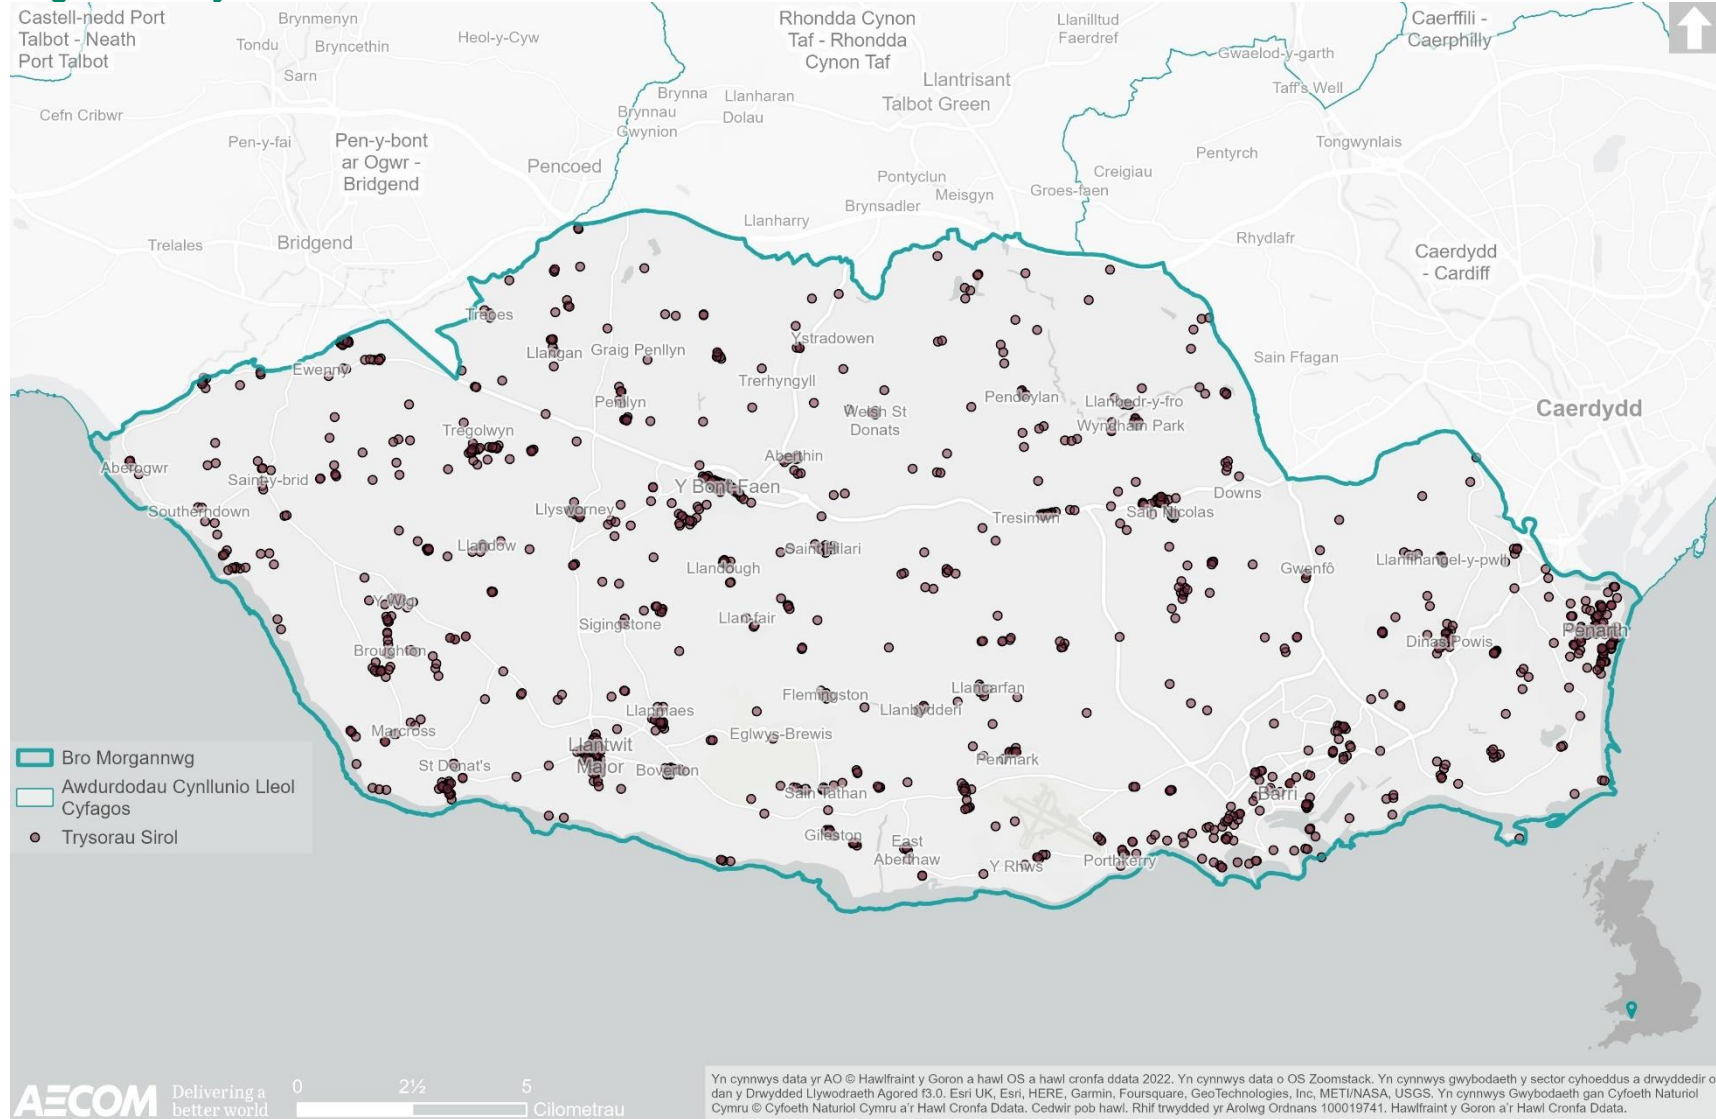 Castell-nedd Port
Talbot - Neath
Port Talbot
Brynmenyn
Tondu
Bryncethin
Heol-y-Cyw
Sarn
Cefn Cribwr
Pen-y-fai
Pen-y-bont
ar Ogwr -
Bridgend
Pencoed
Trelales
Bridgend
Rhondda Cynon
Taf - Rhondda
Cynon Taf
Llanilltud
Faerdref
Caerffili -
Caerphilly
Gwaelod-y-garth
Taff's Well
Llantrisant
Talbot Green
Brynna
Llanharan
Brynnau
Gwynion
Dolau
Tongwynlais
Pentyrch
Creigiau
Pontyclun
Meisgyn
Groes-faen
Brynsadler
Llanharry
Rhydlafr
Caerdydd
- Cardiff
Sain Ffagan
Caerdydd
Treoes
Ewenny
Llangan
Graig Penllyn
Ystradowen
Trerhyngyll
Penllyn
Welsh St
Donats
Pendoylan
Llanbedr-y-fro
Wyndham Park
Tregolwyn
Aberthin
Aberogwr
Saint-y-brid
Y Bont-Faen
Downs
Southerndown
Llysworney
Tresimwn
Sain Nicolas
Llandow
Saint Hilari
Llandough
Gwenfô
Llanfihangel-y-pwll
Y Wig
Sigingstone
Llanfair
Penarth
Dinas Powis
Broughton
Flemingston
Llancarfan
Llanbydderi
Llanmaes
Marcross
Eglwys-Brewis
Llantwit
Major
Boverton
Penmark
St Donat's
Sain Tathan
Barri
Gileston
East
Aberthaw
Y Rhws
Porthkerry
Bro Morgannwg
Awdurdodau Cynllunio Lleol
Cyfagos
Trysorau Sirol
AECOM
Delivering a
better world
0 2½ 5
Cilometrau
Yn cynnwys data yr AO © Hawlfraint y Goron a hawl OS a hawl cronfa ddata 2022. Yn cynnwys data o OS Zoomstack. Yn cynnwys gwybodaeth y sector cyhoeddus a drwyddedir o
dan y Drwydded Llywodraeth Agored f3.0. Esri UK, Esri, HERE, Garmin, Foursquare, GeoTechnologies, Inc, METI/NASA, USGS. Yn cynnwys Gwybodaeth gan Cyfoeth Naturiol
Cymru © Cyfoeth Naturiol Cymru a'r Hawl Cronfa Ddata. Cedwir pob hawl. Rhif trwydded yr Arolwg Ordnans 100019741. Hawlfraint y Goron a'r Hawl Cronfa Ddata.